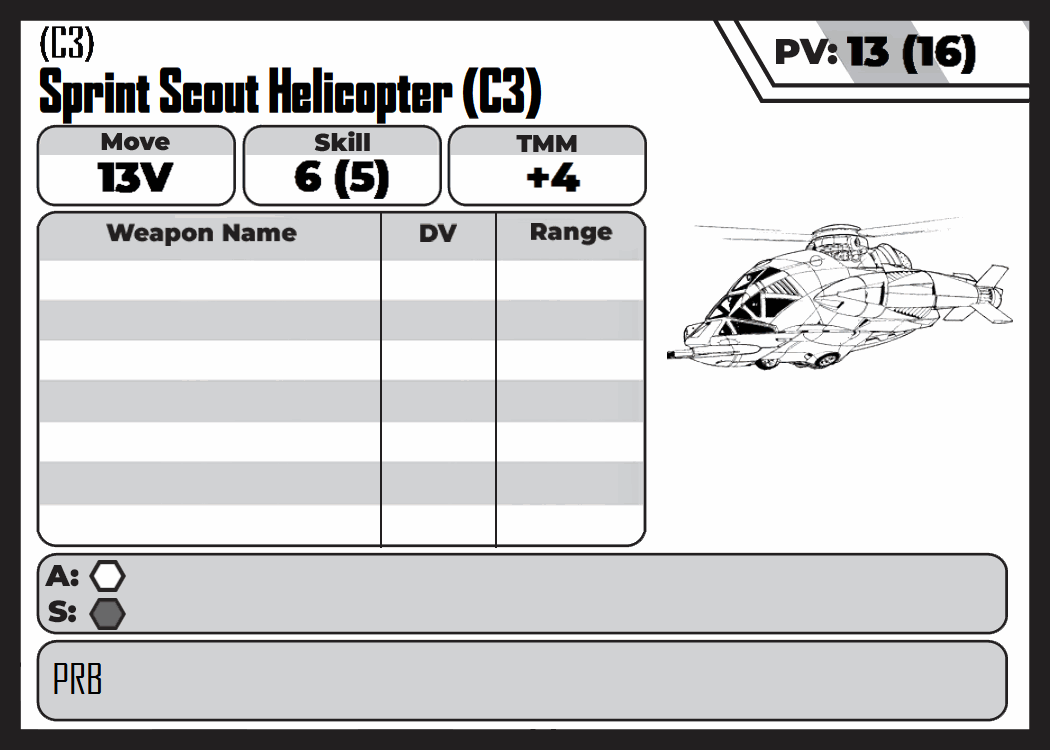 (C3)
Sprint Scout Helicopter (C3)
PV: 13 (16)
Move
13V
Skill
6 (5)
TMM
+4
Weapon Name
DV
Range
A:
S:
PRB